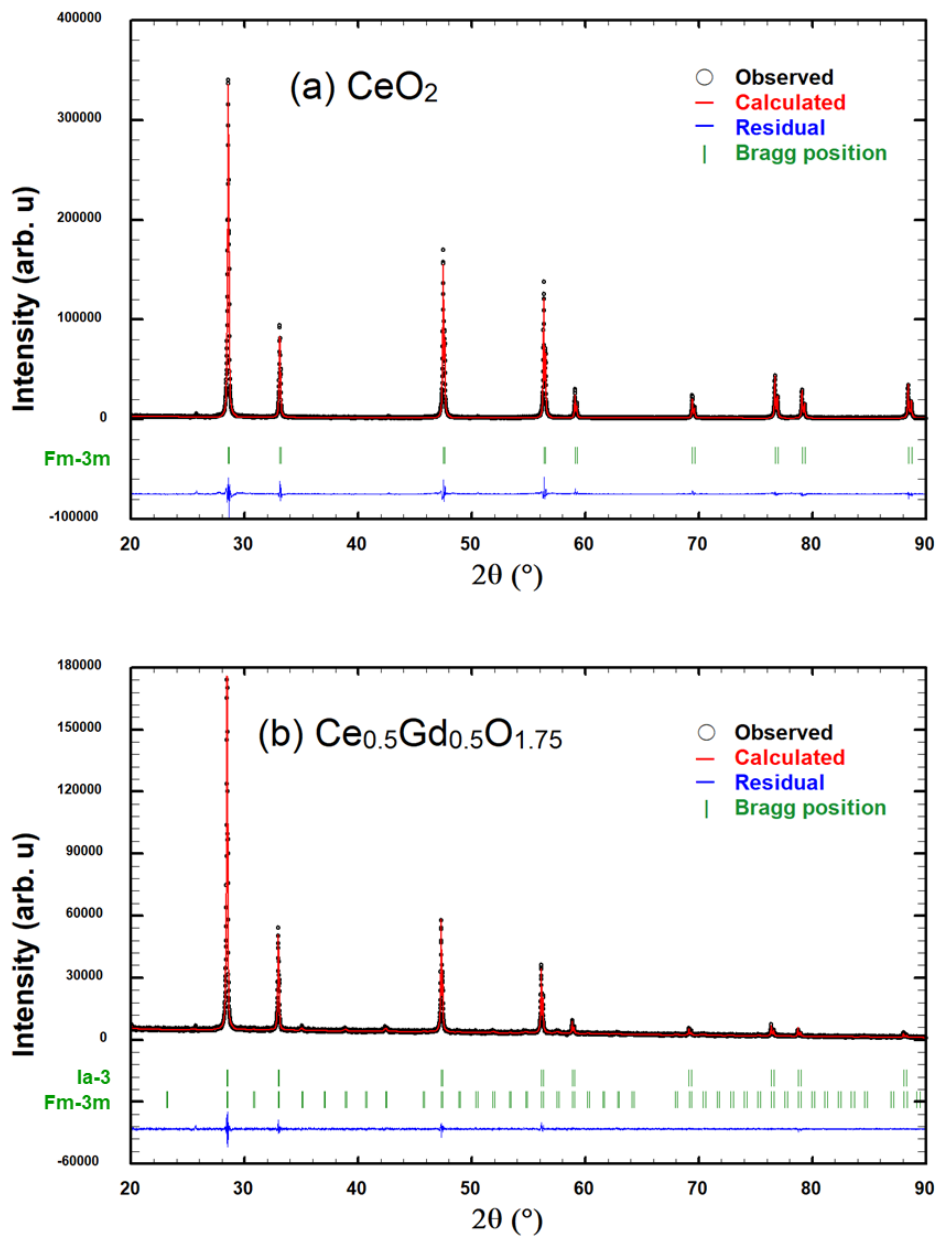 400000
300000
200000
100000
0
-100000
Intensity (arb. u)
(a) CeO2
Observed
Calculated
Residual
Bragg position
Fm-3m
20 30 40 50 60 70 80 90
2θ (°)
180000
150000
120000
90000
60000
30000
0
-60000
Intensity (arb. u)
(b) Ce0.5Gd0.5O1.75
Observed
Calculated
Residual
Bragg position
Ia-3
Fm-3m
20 30 40 50 60 70 80 90
2θ (°)